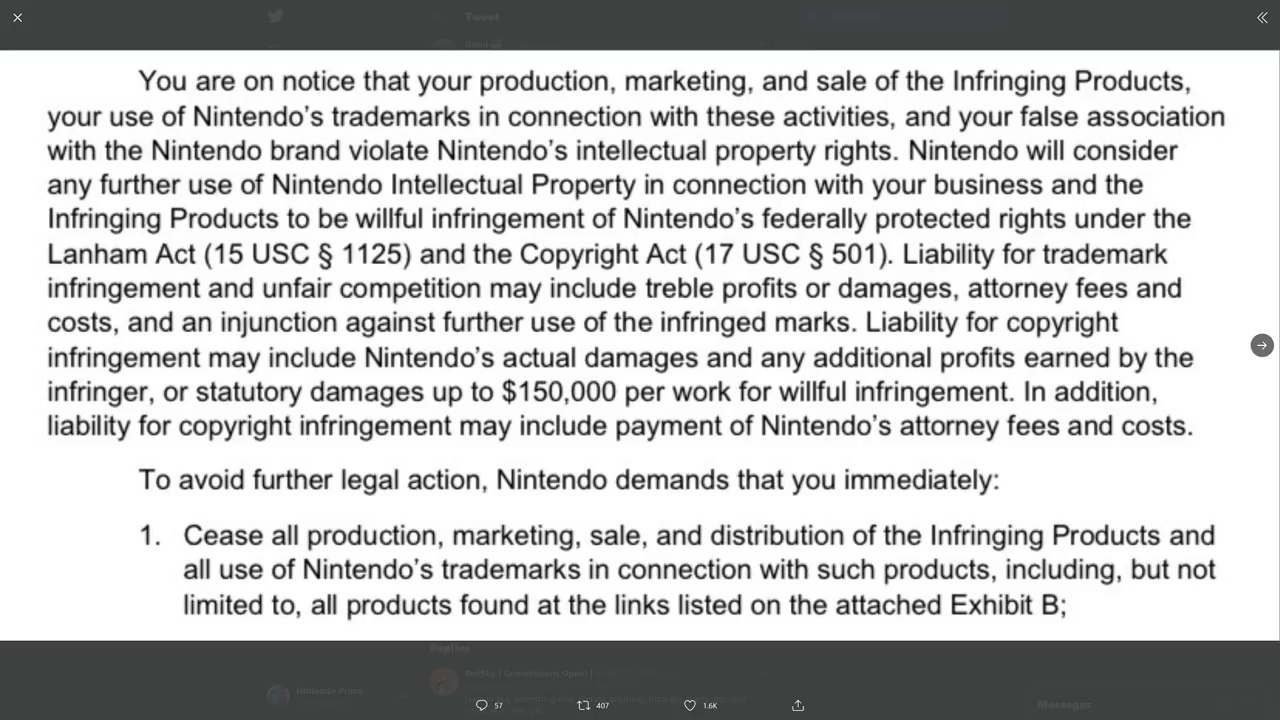 Tweet
You are on notice that your production, marketing, and sale of the Infringing Products,
your use of Nintendo's trademarks in connection with these activities, and your false association
with the Nintendo brand violate Nintendo's intellectual property rights. Nintendo will consider
any further use of Nintendo Intellectual Property in connection with your business and the
Infringing Products to be willful infringement of Nintendo's federally protected rights under the
Lanham Act (15 USC § 1125) and the Copyright Act (17 USC § 501). Liability for trademark
infringement and unfair competition may include treble profits or damages, attorney fees and
costs, and an injunction against further use of the infringed marks. Liability for copyright
infringement may include Nintendo's actual damages and any additional profits earned by the
infringer, or statutory damages up to $150,000 per work for willful infringement. In addition,
liability for copyright infringement may include payment of Nintendo's attorney fees and costs.
To avoid further legal action, Nintendo demands that you immediately:
1. Cease all production, marketing, sale, and distribution of the Infringing Products and
all use of Nintendo's trademarks in connection with such products, including, but not
limited to, all products found at the links listed on the attached Exhibit B;
Replies
57 407 1.6K
Messages